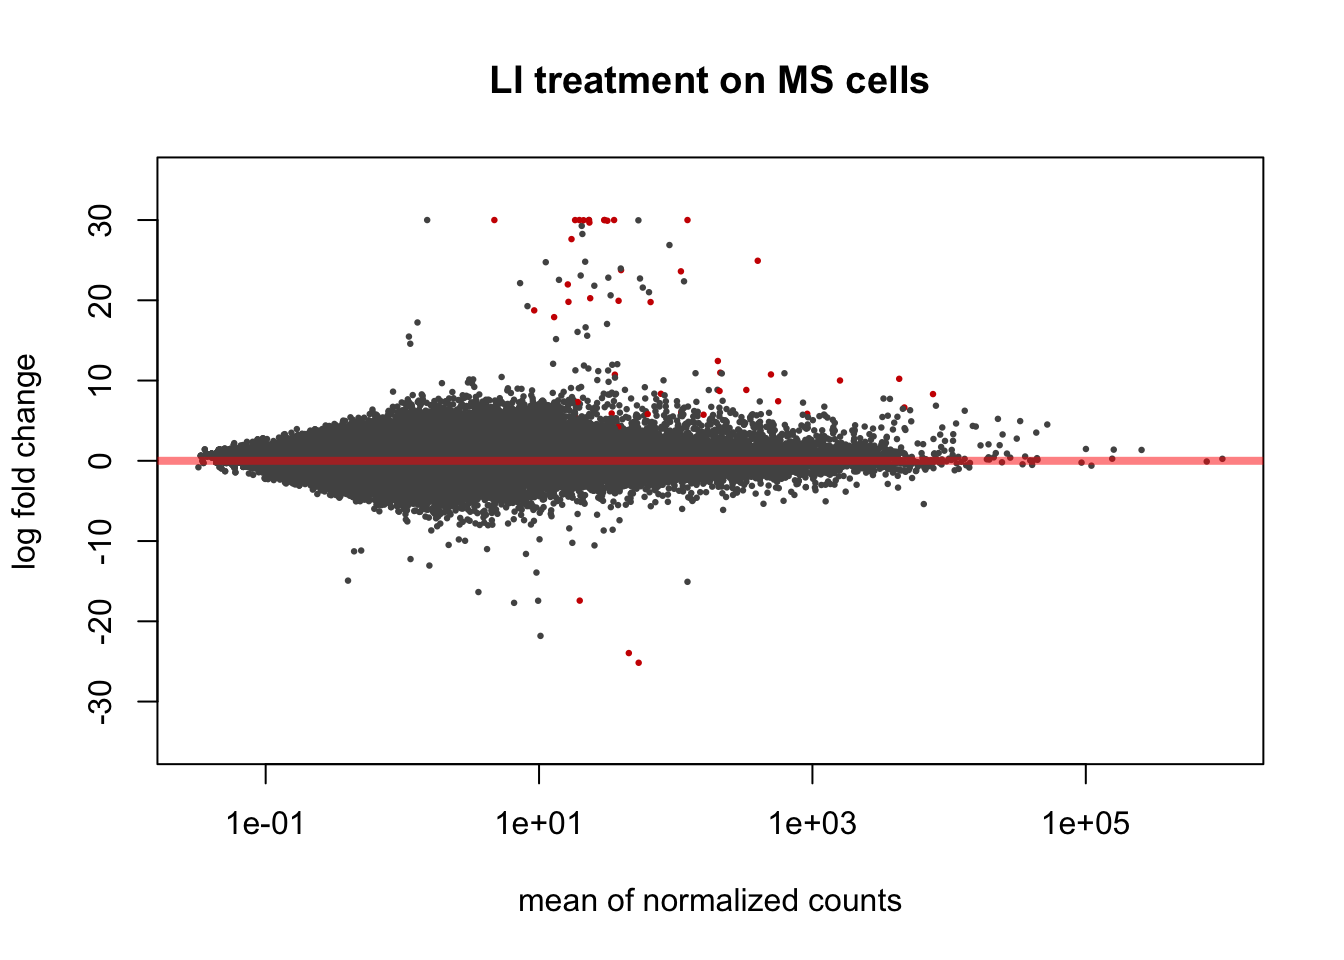 LI treatment on MS cells
log fold change
30
20
10
0
-10
-20
-30
1e-01
1e+01
1e+03
1e+05
mean of normalized counts